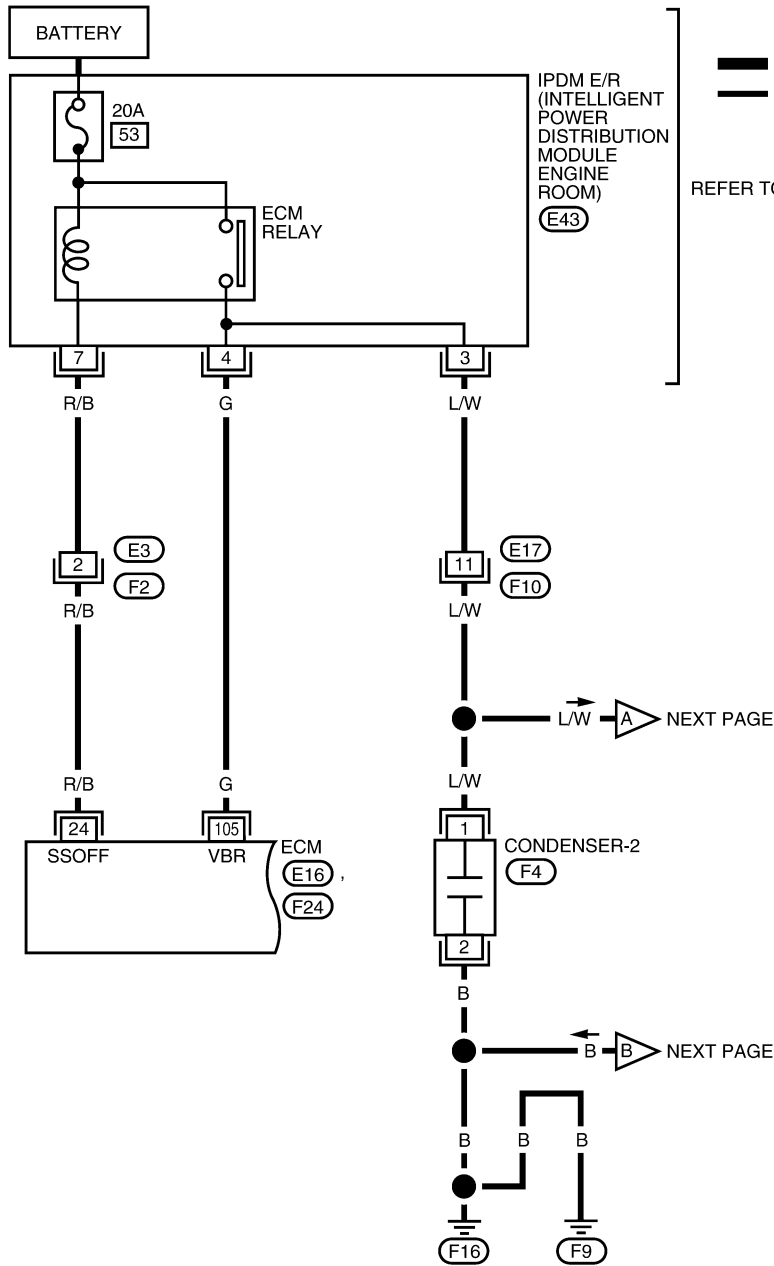 BATTERY
20A
53
IPDM E/R
(INTELLIGENT
POWER
DISTRIBUTION
MODULE
ENGINE
ROOM)
E43
REFER TO
ECM
RELAY
7
4
3
R/B
G
L/W
2
E3
F2
11
E17
F10
R/B
L/W
L/W
A
NEXT PAGE
R/B
G
L/W
24
105
1
SSOFF
VBR
ECM
E16 ,
F24
CONDENSER-2
F4
2
B
B
B
NEXT PAGE
B
B
B
F16
F9